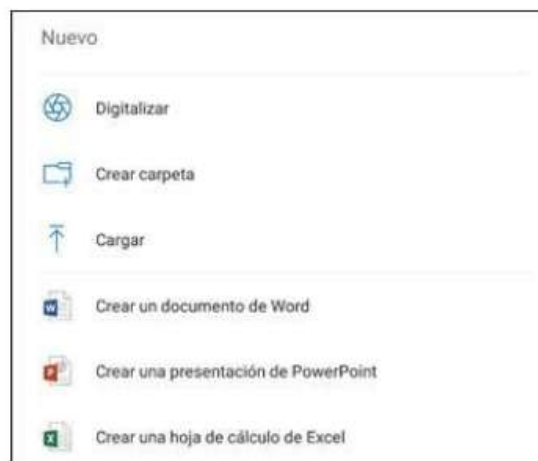 Nuevo
Digitalizar
Crear carpeta
Cargar
Crear un documento de Word
Crear una presentación de PowerPoint
Crear una hoja de cálculo de Excel